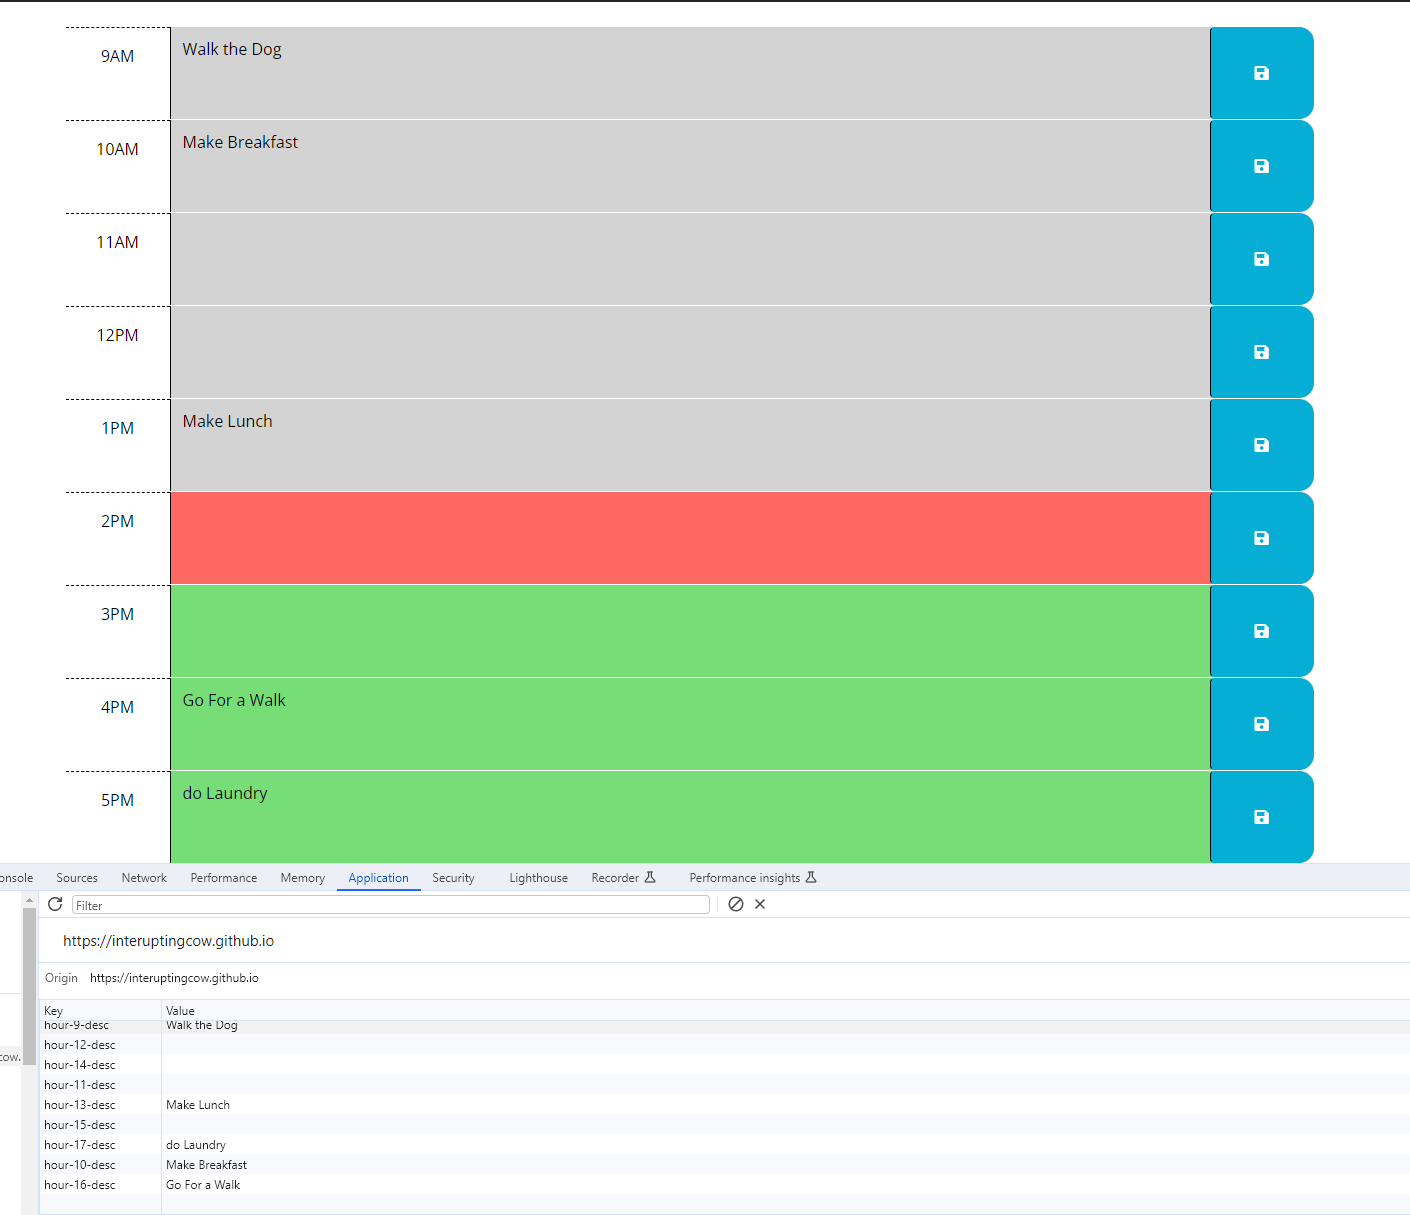 9AM Walk the Dog
10AM Make Breakfast
11AM
12PM
1PM Make Lunch
2PM
3PM
4PM Go For a Walk
5PM do Laundry
onsole Sources Network Performance Memory Application Security Lighthouse Recorder Performance insights
Filter
https://interuptingcow.github.io
Origin https://interuptingcow.github.io
Key Value
hour-9-desc Walk the Dog
hour-12-desc
cow. hour-14-desc
hour-11-desc
hour-13-desc Make Lunch
hour-15-desc
hour-17-desc do Laundry
hour-10-desc Make Breakfast
hour-16-desc Go For a Walk